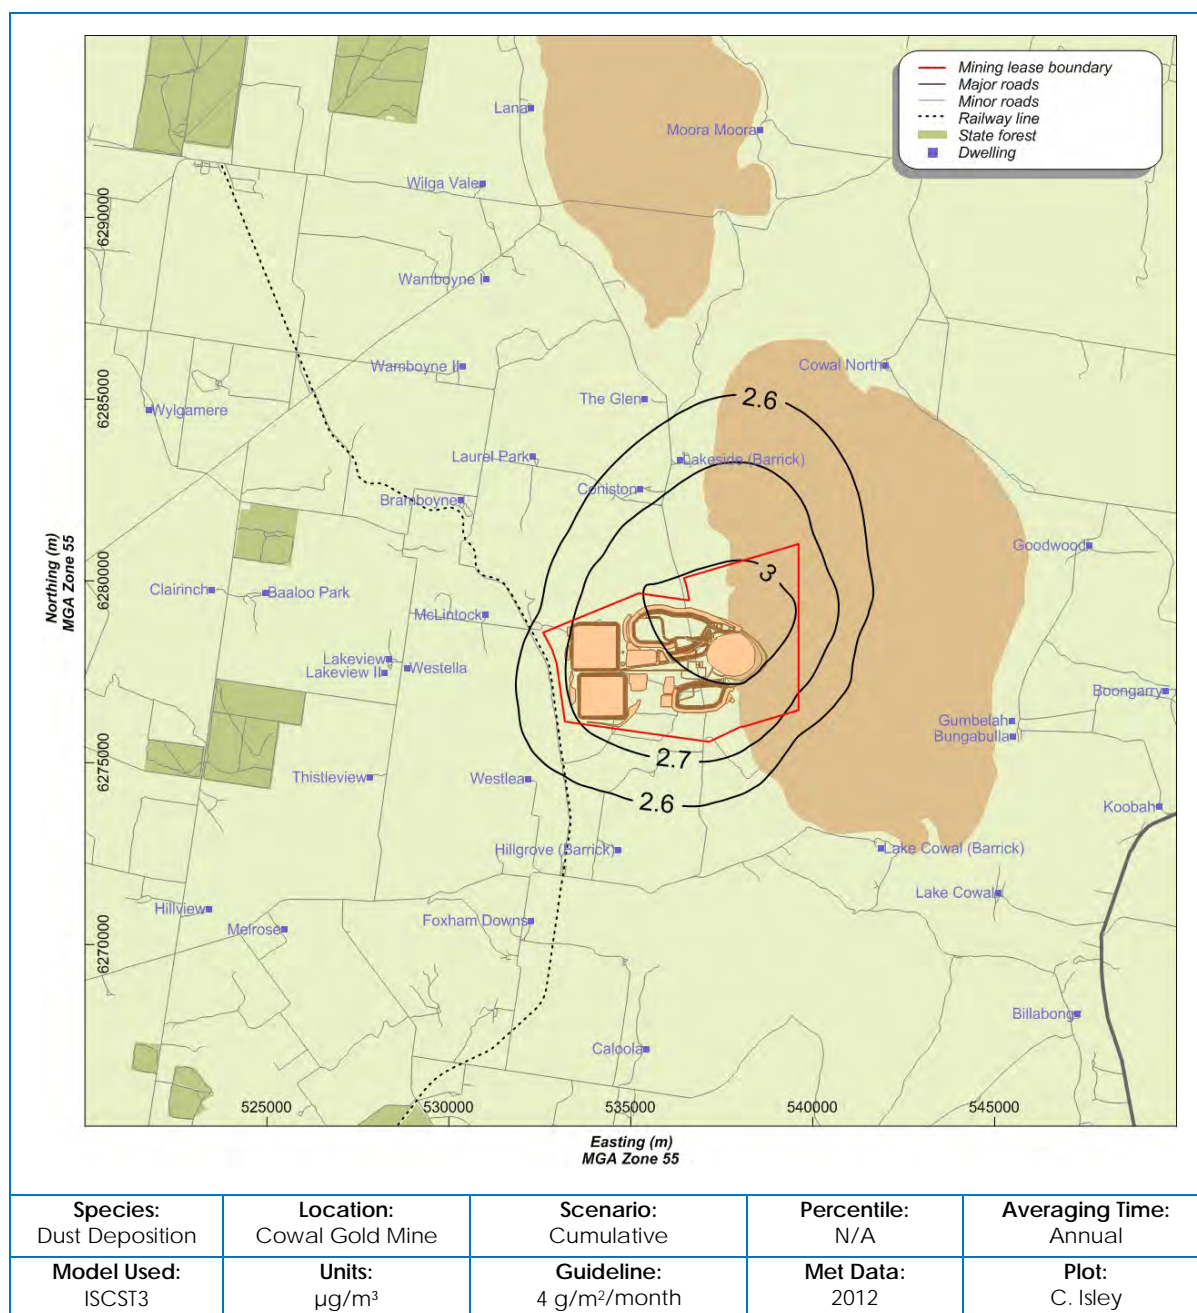 Mining lease boundary
Major roads
Minor roads
Railway line
State forest
Dwelling
Lana
Moora Moora
Wilga Vale
Wamboyne I
Wamboyne II
Cowal North
The Glen
Wylgamere
2.6
Laurel Park
Lakeside (Barrick)
Coniston
Bramboyne
Goodwood
3
Clairinch
Baaloo Park
McLintock
Lakeview
Westella
Lakeview II
Boongarry
Gumbelah
Bungabulla
2.7
Thistleview
Westlea
2.6
Koobah
Hillgrove (Barrick)
Lake Cowal (Barrick)
Lake Cowal
Hillview
Foxham Downs
Melrose
Billabong
Caloola
6290000
6285000
6280000
6275000
6270000
Northing (m)
MGA Zone 55
525000 530000 535000 540000 545000
Easting (m)
MGA Zone 55
Species: Location: Scenario: Percentile: Averaging Time:
Dust Deposition Cowal Gold Mine Cumulative N/A Annual
Model Used: Units: Guideline: Met Data: Plot:
ISCST3 µg/m³ 4 g/m²/month 2012 C. Isley